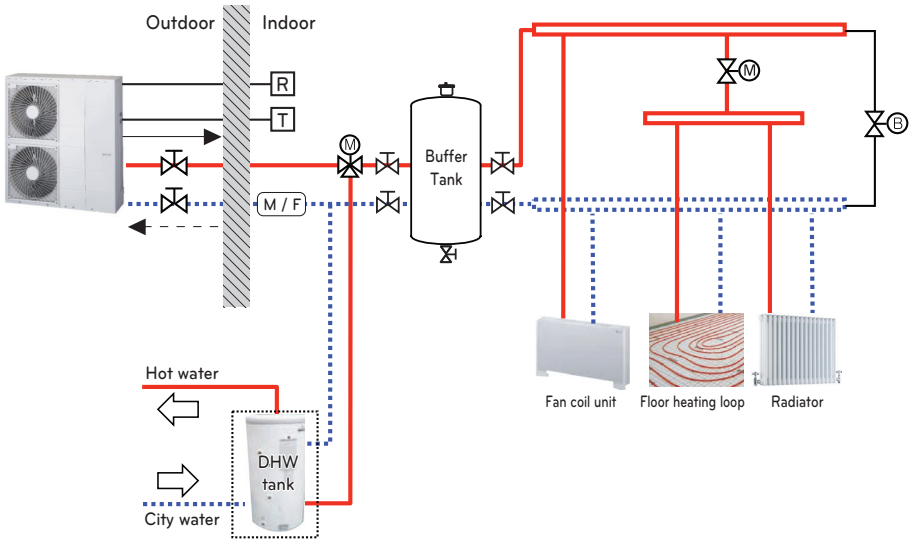 Outdoor
Indoor
R
T
M
M / F
Buffer
Tank
M
B
Fan coil unit
Floor heating loop
Radiator
Hot water
DHW
tank
City water